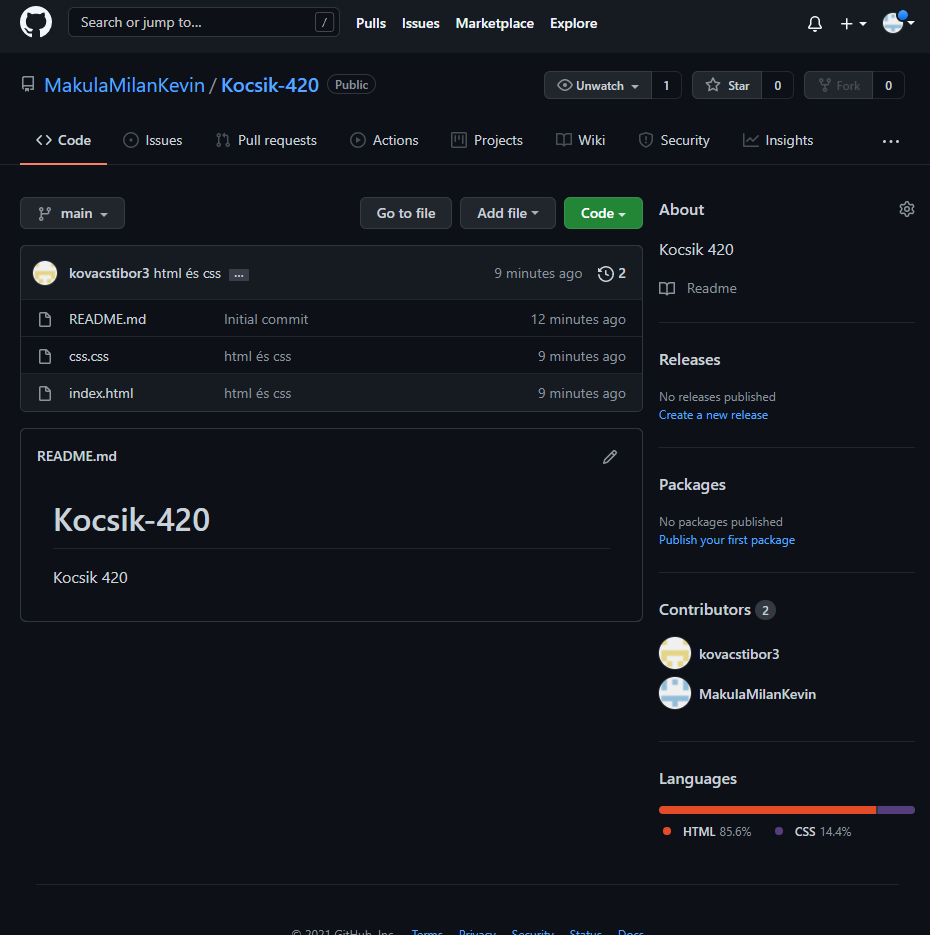 Search or jump to... / Pulls Issues Marketplace Explore
MakulaMilanKevin / Kocsik-420 Public Unwatch 1 Star 0 Fork 0
Code Issues Pull requests Actions Projects Wiki Security Insights ...
main Go to file Add file Code
kovacstibor3 html és css ... 9 minutes ago 2
README.md Initial commit 12 minutes ago
css.css html és css 9 minutes ago
index.html html és css 9 minutes ago
README.md
Kocsik-420
Kocsik 420
About
Kocsik 420
Readme
Releases
No releases published
Create a new release
Packages
No packages published
Publish your first package
Contributors 2
kovacstibor3
MakulaMilanKevin
Languages
HTML 85.6% CSS 14.4%
© 2021 GitHub, Inc. Terms Privacy Security Status Docs